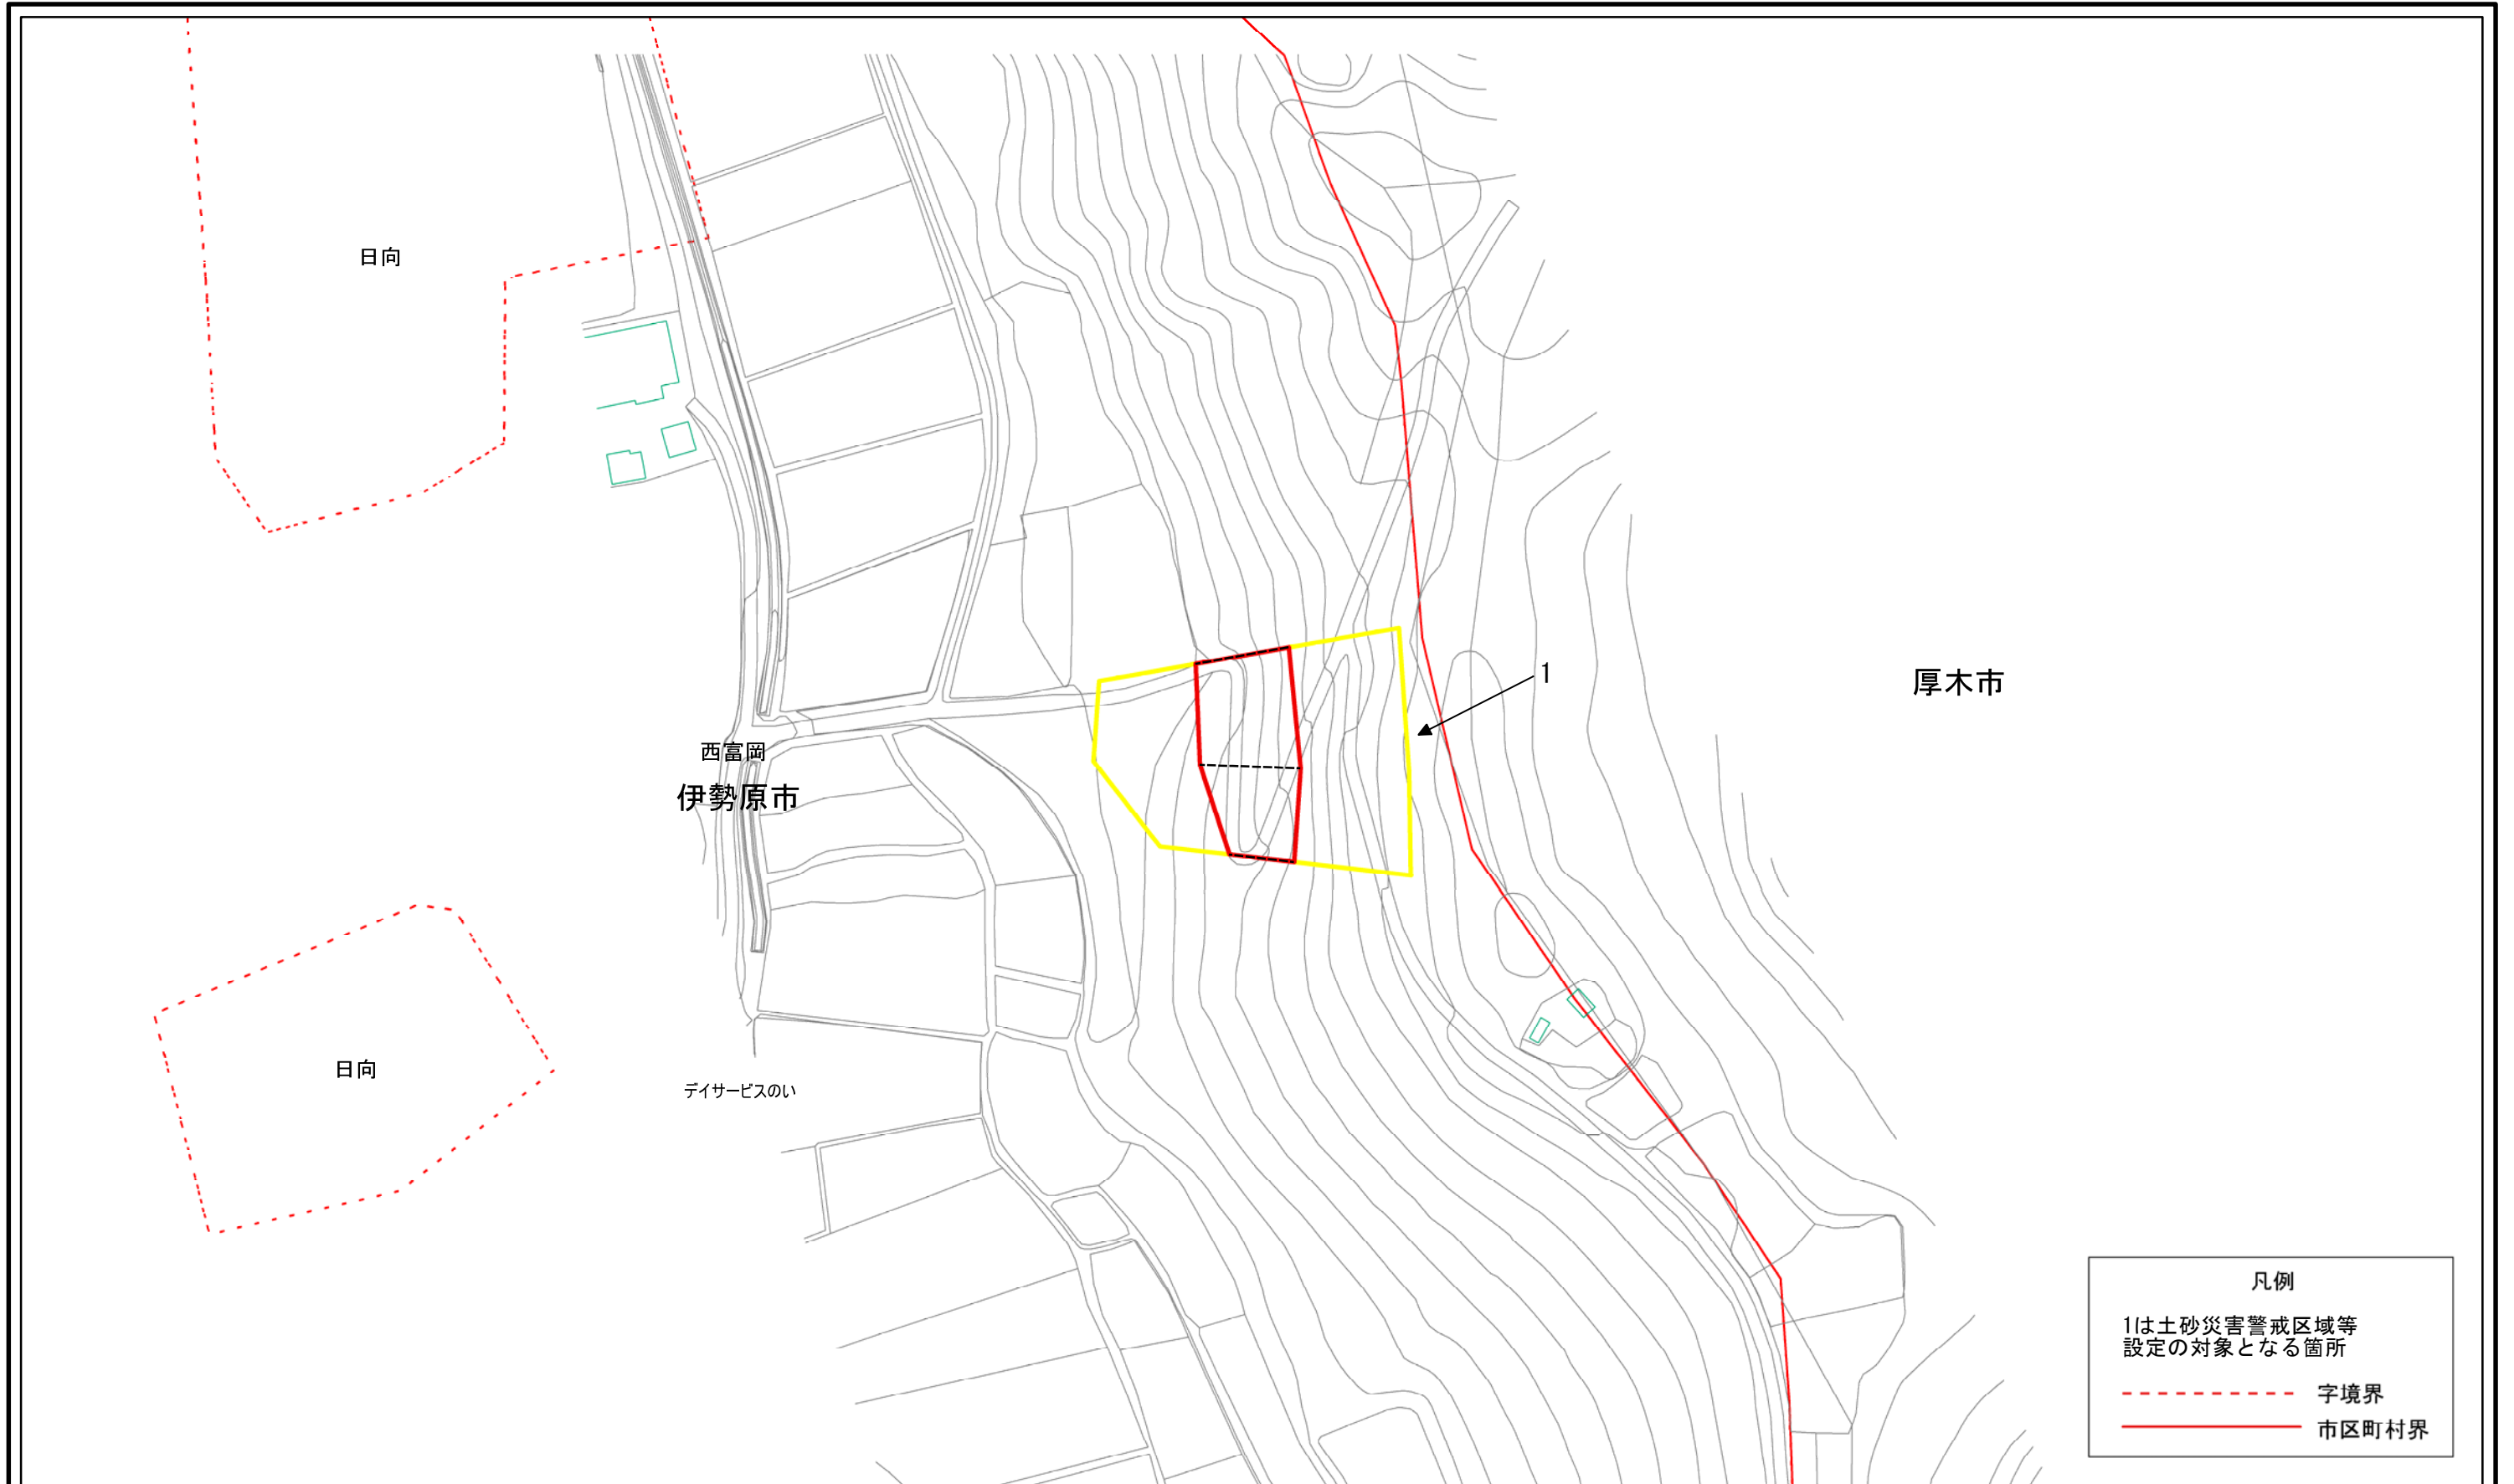 日向
1
厚木市
西富岡
伊勢原市
日向
デイサービスのい
凡例
1は土砂災害警戒区域等
設定の対象となる箇所
字境界
市区町村界